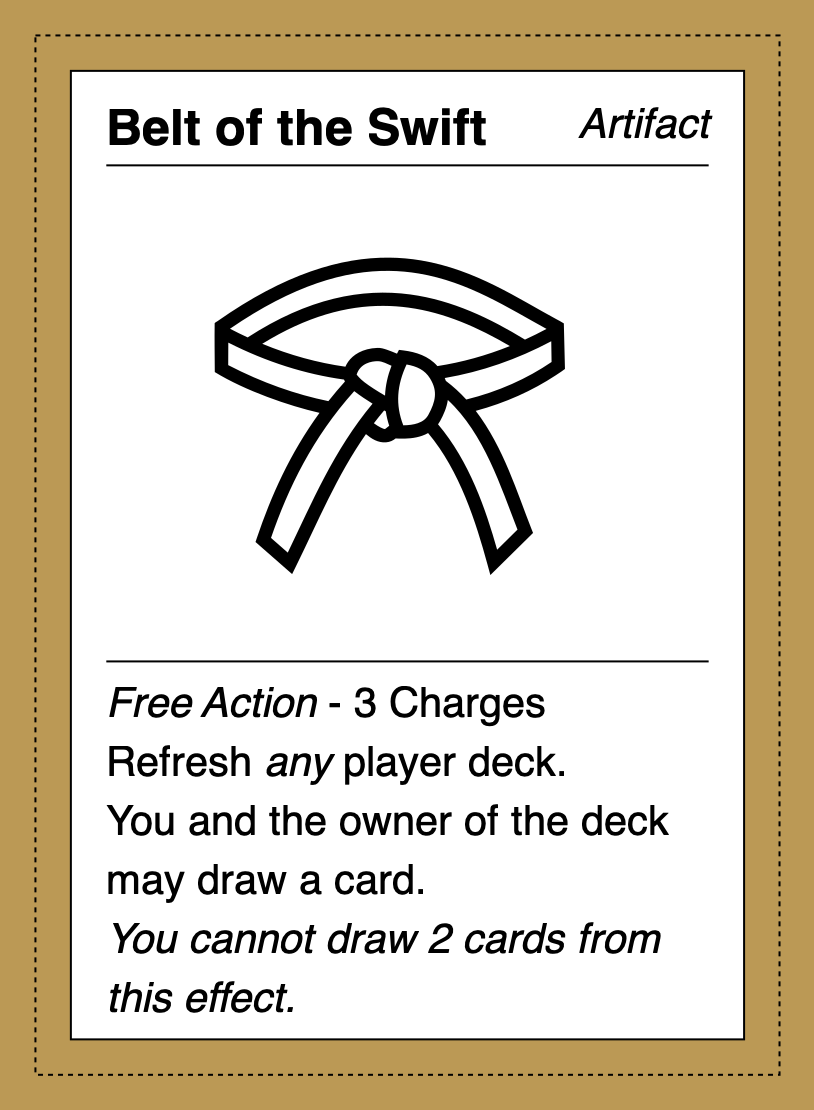 Belt of the Swift Artifact
Free Action - 3 Charges
Refresh any player deck.
You and the owner of the deck
may draw a card.
You cannot draw 2 cards from
this effect.